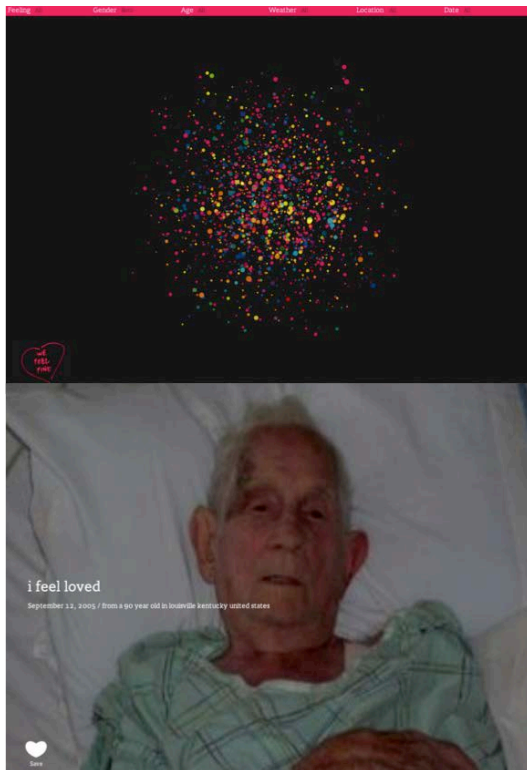 Feeling Gender Age Weather Location Date
we
feel
fine
i feel loved
September 12, 2005 / from a 90 year old in louisville kentucky united states
Save